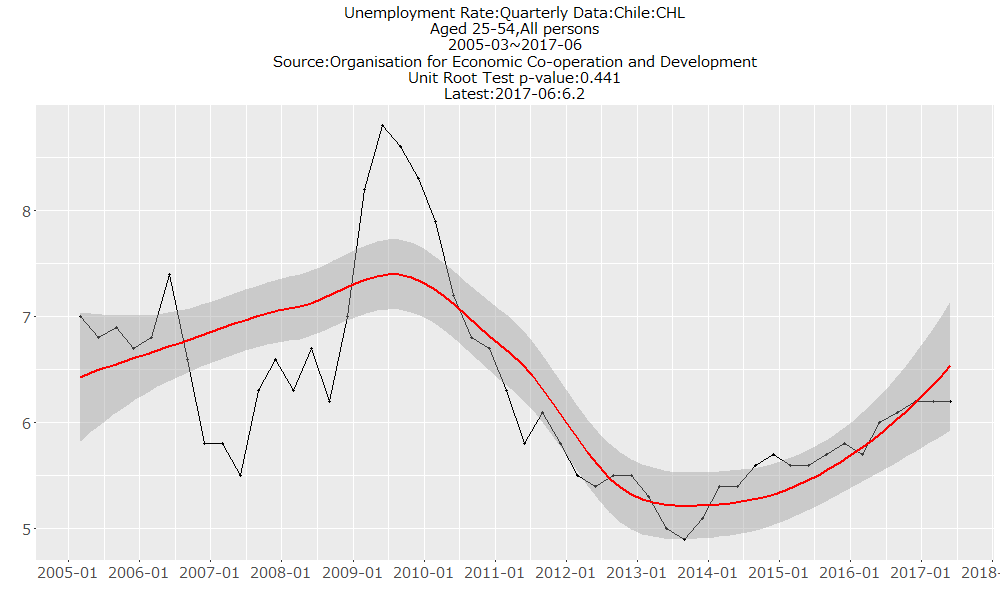 Unemployment Rate:Quarterly Data:Chile:CHL
Aged 25-54,All persons
2005-03~2017-06
Source:Organisation for Economic Co-operation and Development
Unit Root Test p-value:0.441
Latest:2017-06:6.2
8
7
6
5
2005-01 2006-01 2007-01 2008-01 2009-01 2010-01 2011-01 2012-01 2013-01 2014-01 2015-01 2016-01 2017-01 2018-